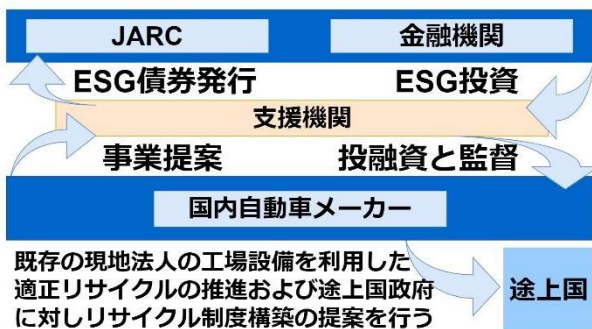 JARC
金融機関
ESG債券発行
ESG投資
支援機関
事業提案
投融資と監督
国内自動車メーカー
既存の現地法人の工場設備を利用した
適正リサイクルの推進および途上国政府
に対しリサイクル制度構築の提案を行う
途上国